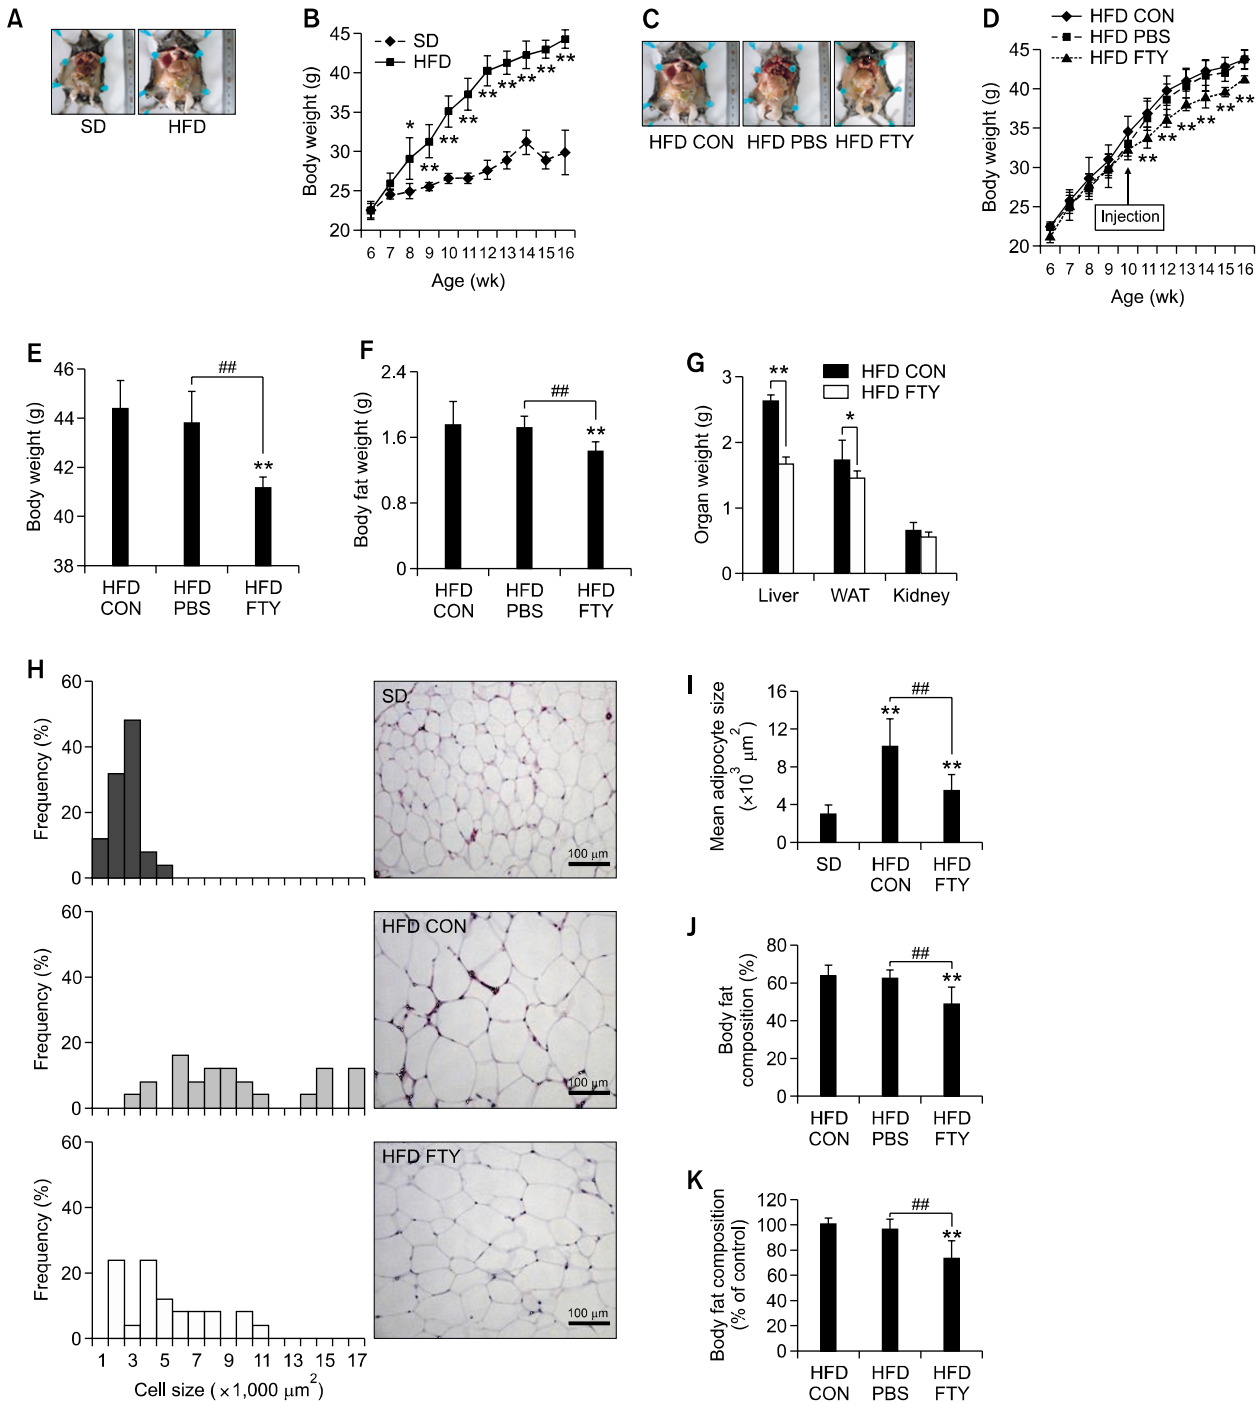 A
SD
HFD
B
Body weight (g)
45
40
35
30
25
20
SD
HFD
*
**
**
**
**
**
**
**
**
6 7 8 9 10 11 12 13 14 15 16
Age (wk)
C
HFD CON
HFD PBS
HFD FTY
D
HFD CON
HFD PBS
HFD FTY
Body weight (g)
45
40
35
30
25
20
**
**
**
**
**
**
Injection
6 7 8 9 10 11 12 13 14 15 16
Age (wk)
E
Body weight (g)
46
44
42
40
38
##
**
HFD HFD HFD
CON PBS FTY
F
Body fat weight (g)
2.4
1.6
0.8
0
##
**
HFD HFD HFD
CON PBS FTY
G
HFD CON
HFD FTY
Organ weight (g)
3
2
1
0
**
*
Liver WAT Kidney
H
Frequency (%)
60
40
20
0
SD
100 µm
Frequency (%)
60
40
20
0
HFD CON
100 µm
Frequency (%)
60
40
20
0
HFD FTY
100 µm
1 3 5 7 9 11 13 15 17
Cell size (×1,000 µm²)
I
Mean adipocyte size
(×10³ µm²)
16
12
8
4
0
##
**
**
SD HFD HFD
CON FTY
J
Body fat
composition (%)
80
60
40
20
0
##
**
HFD HFD HFD
CON PBS FTY
K
Body fat composition
(% of control)
120
100
80
60
40
20
0
##
**
HFD HFD HFD
CON PBS FTY